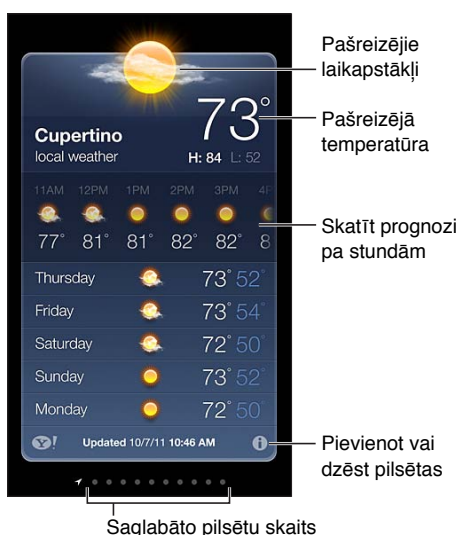 Pašreizējie
laikapstākļi
73°
Pašreizējā
temperatūra
Cupertino
local weather
H: 84 L: 52
11AM 12PM 1PM 2PM 3PM 4P
77° 81° 81° 82° 82° 8
Skatīt prognozi
pa stundām
Thursday 73° 52°
Friday 73° 54°
Saturday 72° 50°
Sunday 73° 52°
Monday 72° 50°
Y! Updated 10/7/11 10:46 AM i
Pievienot vai
dzēst pilsētas
Saglabāto pilsētu skaits